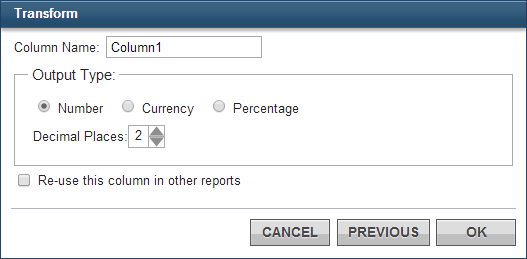 Transform
Column Name: Column1
Output Type:
Number Currency Percentage
Decimal Places: 2
Re-use this column in other reports
CANCEL PREVIOUS OK